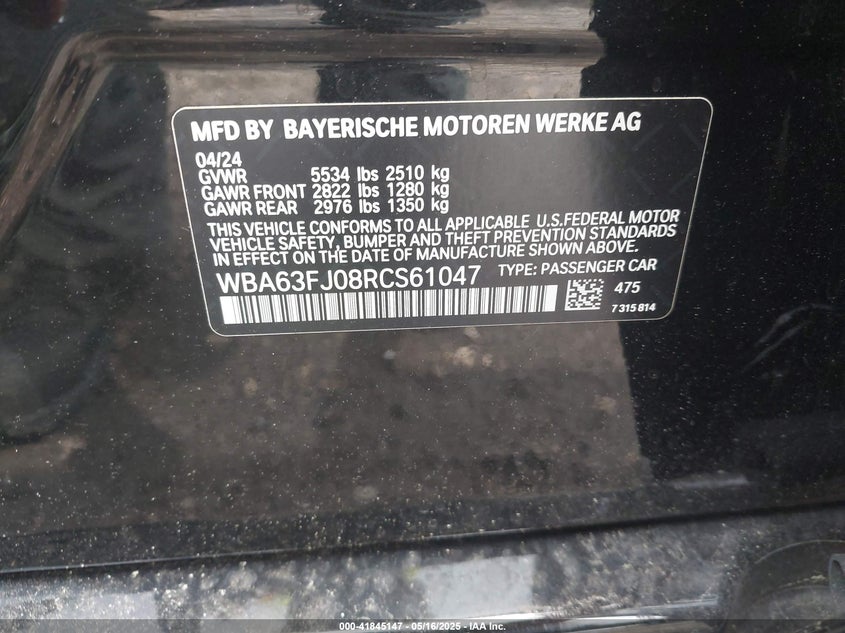 MFD BY BAYERISCHE MOTOREN WERKE AG
04/24
GVWR 5534 lbs 2510 kg
GAWR FRONT 2822 lbs 1280 kg
GAWR REAR 2976 lbs 1350 kg
THIS VEHICLE CONFORMS TO ALL APPLICABLE U.S.FEDERAL MOTOR
VEHICLE SAFETY, BUMPER AND THEFT PREVENTION STANDARDS
IN EFFECT ON THE DATE OF MANUFACTURE SHOWN ABOVE.
WBA63FJ08RCS61047 TYPE: PASSENGER CAR
475
7 315 814
000-41845147 - 05/16/2025 - IAA Inc.